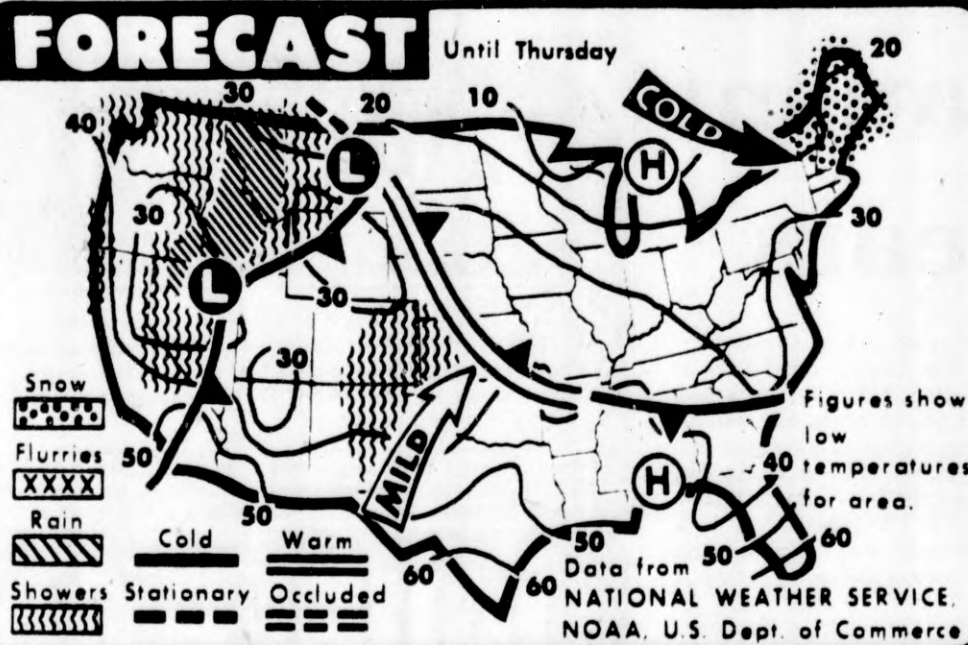 FORECAST
Until Thursday
20
30
20
10
COLD
40
L
H
30
30
L
30
30
Snow
Flurries
XXXX
Rain
Showers
50
50
MILD
Cold
Warm
Stationary
Occluded
60
60
50
H
40
50
60
Figures show
low
temperatures
for area.
Data from
NATIONAL WEATHER SERVICE,
NOAA, U.S. Dept. of Commerce